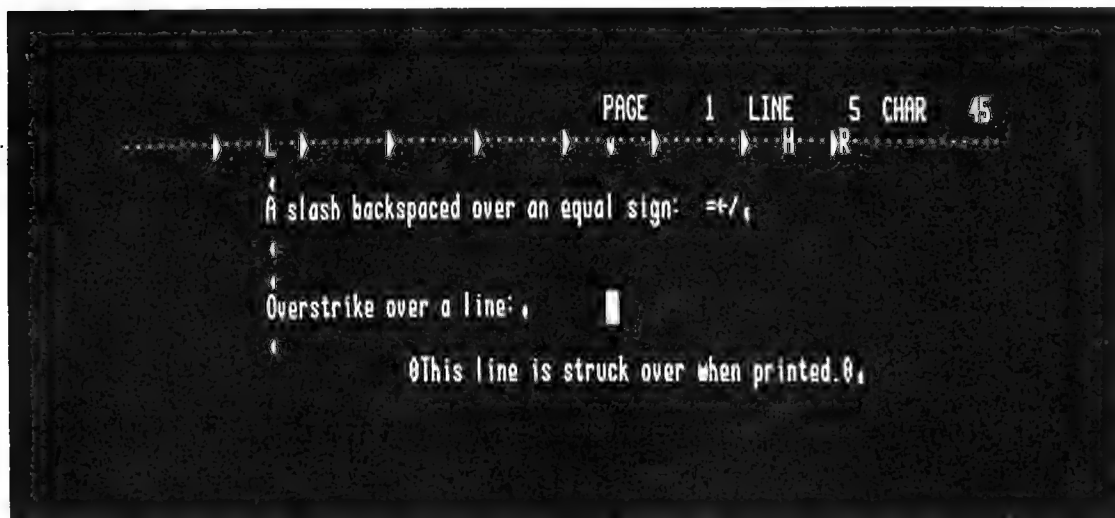 PAGE 1 LINE 5 CHAR 45
L H R
A slash backspaced over an equal sign: =←/
Overstrike over a line:
θThis line is struck over when printed.θ